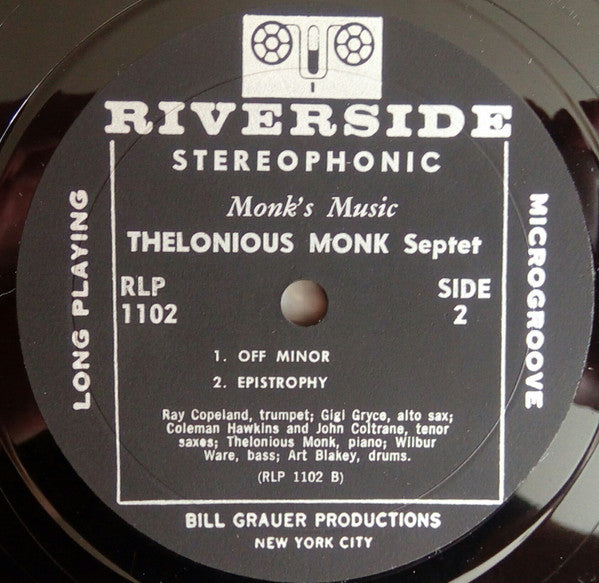 RIVERSIDE
STEREOPHONIC
Monk's Music
THELONIOUS MONK Septet
RLP
1102
SIDE
2
LONG PLAYING
MICROGROOVE
1. OFF MINOR
2. EPISTROPHY
Ray Copeland, trumpet; Gigi Gryce, alto sax;
Coleman Hawkins and John Coltrane, tenor
saxes; Thelonious Monk, piano; Wilbur
Ware, bass; Art Blakey, drums.
(RLP 1102 B)
BILL GRAUER PRODUCTIONS
NEW YORK CITY